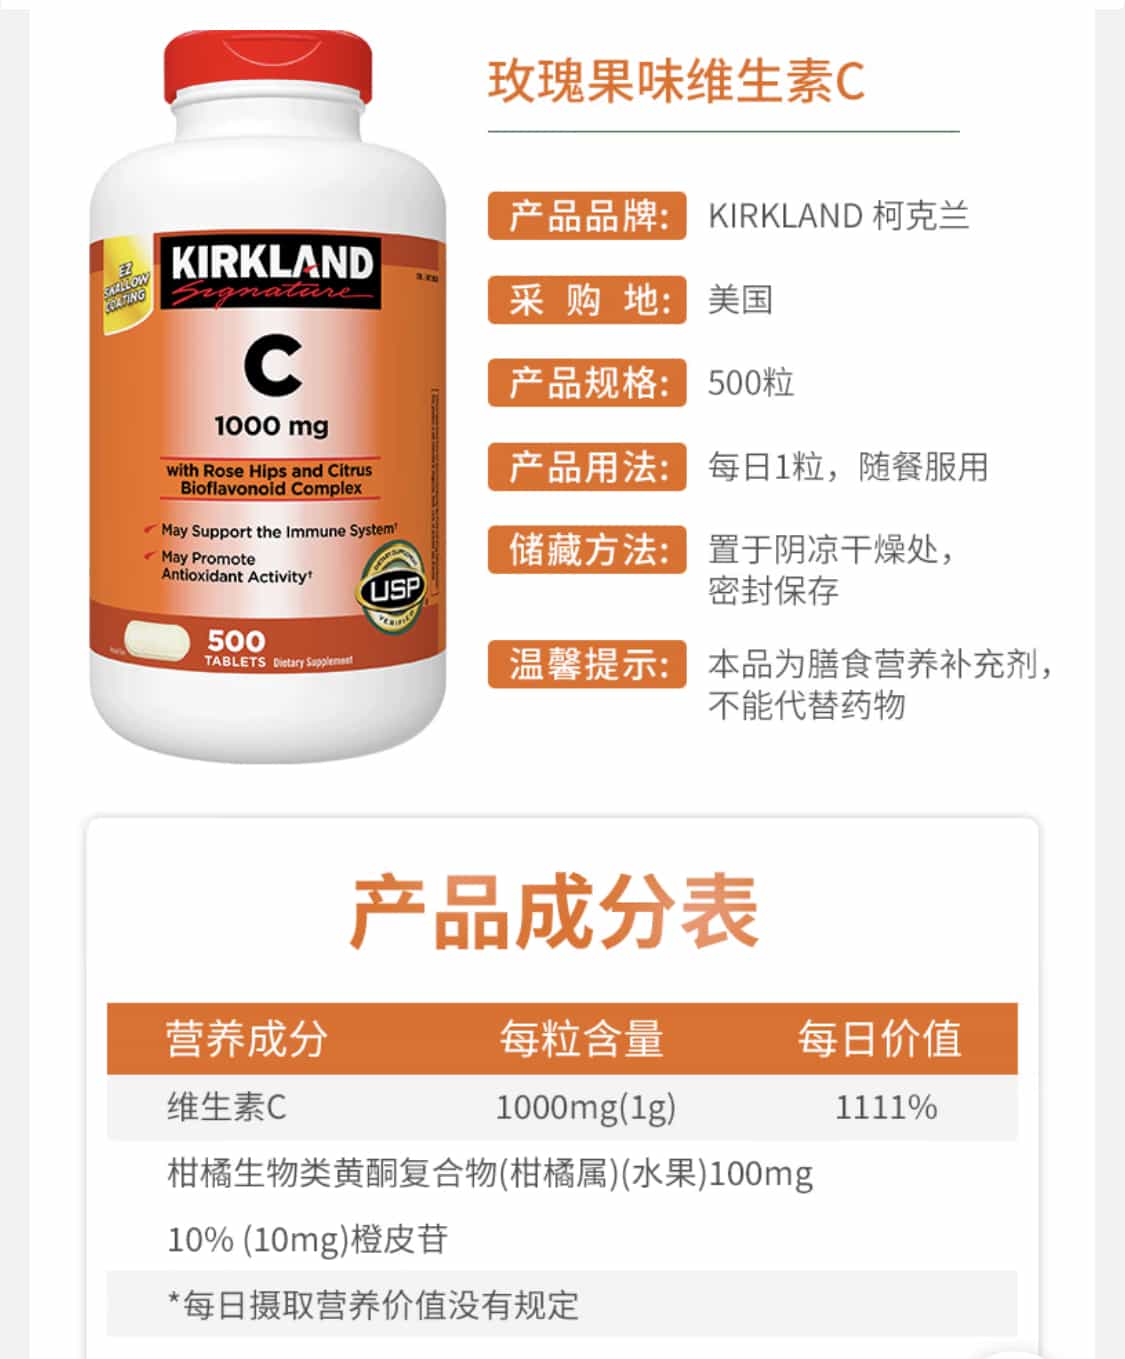 玫瑰果味维生素C
产品品牌: KIRKLAND 柯克兰
采 购 地: 美国
产品规格: 500粒
产品用法: 每日1粒，随餐服用
储藏方法: 置于阴凉干燥处，
密封保存
温馨提示: 本品为膳食营养补充剂，
不能代替药物
EZ
SWALLOW
COATING
KIRKLAND
Signature
C
1000 mg
with Rose Hips and Citrus
Bioflavonoid Complex
May Support the Immune System†
May Promote
Antioxidant Activity†
DIETARY SUPPLEMENT
USP
VERIFIED
500
TABLETS Dietary Supplement
产品成分表
营养成分 每粒含量 每日价值
维生素C 1000mg(1g) 1111%
柑橘生物类黄酮复合物(柑橘属)(水果)100mg
10% (10mg)橙皮苷
*每日摄取营养价值没有规定